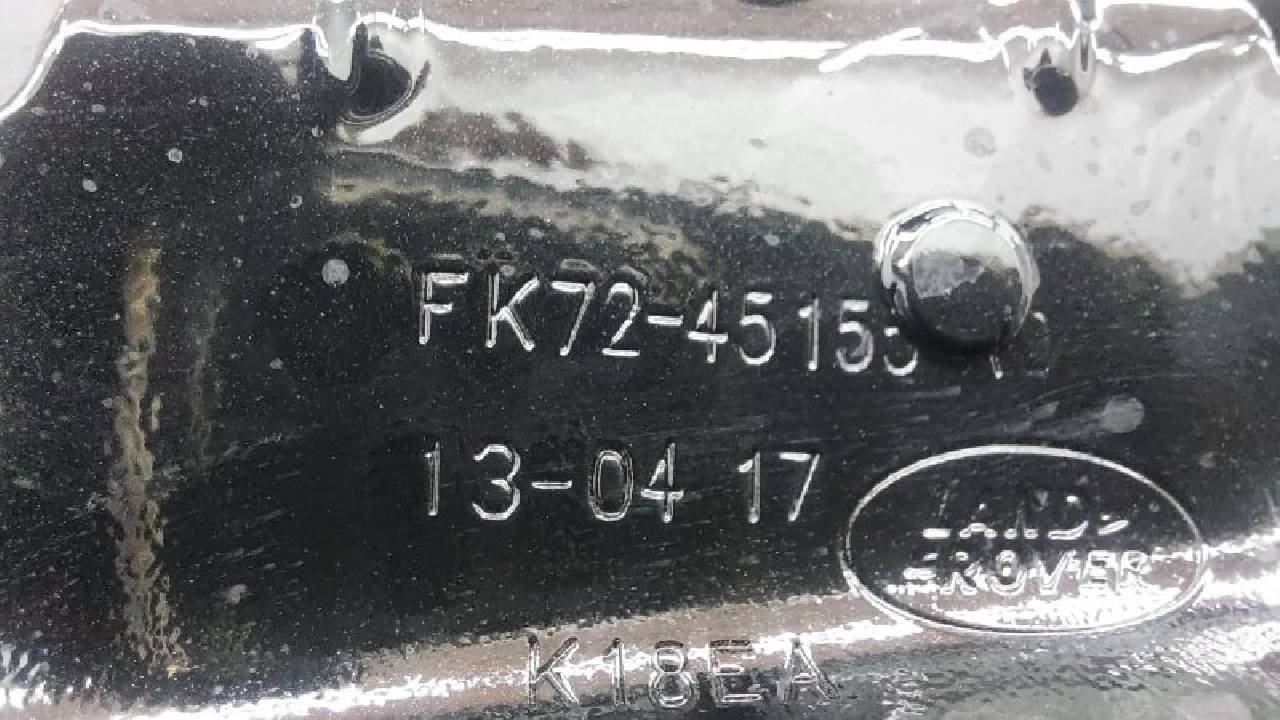 FK72-45155
13-04 17
LAND-
-ROVER
K18EA